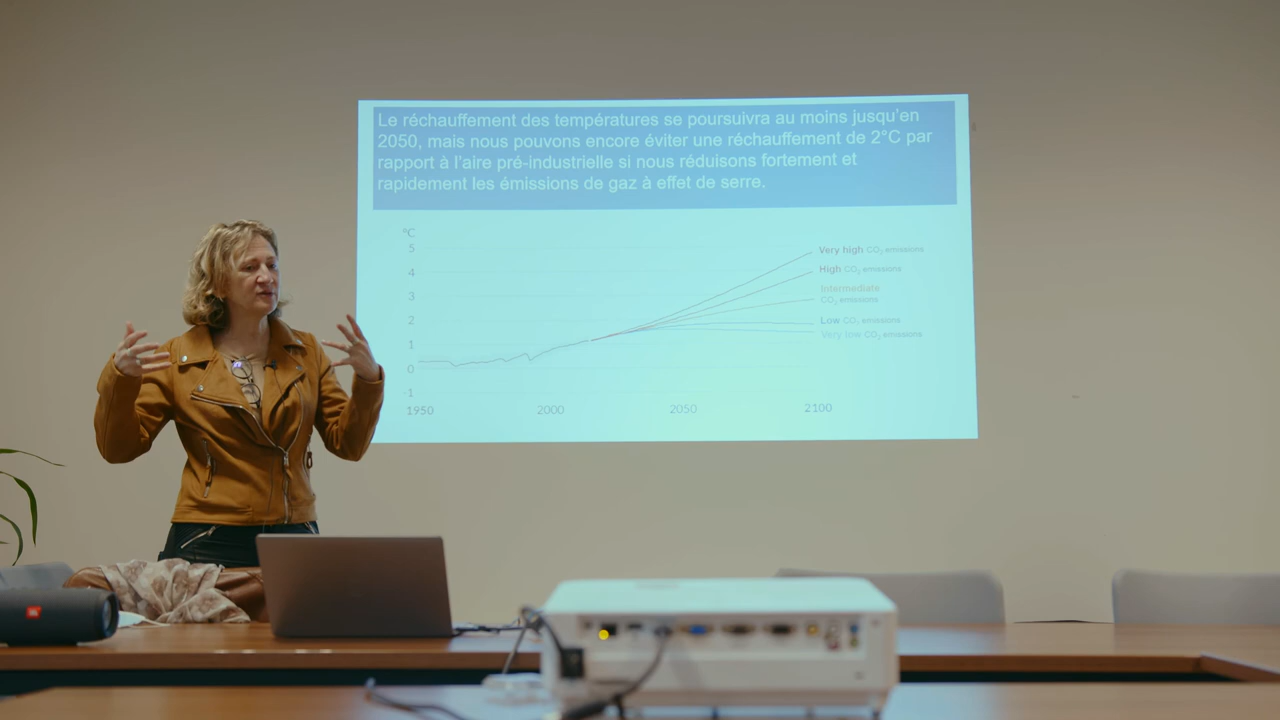 Le réchauffement des températures se poursuivra au moins jusqu'en
2050, mais nous pouvons encore éviter une réchauffement de 2°C par
rapport à l'aire pré-industrielle si nous réduisons fortement et
rapidement les émissions de gaz à effet de serre.
°C
5
4
3
2
1
0
-1
Very high CO₂ emissions
High CO₂ emissions
Intermediate
CO₂ emissions
Low CO₂ emissions
Very low CO₂ emissions
1950 2000 2050 2100
JBL